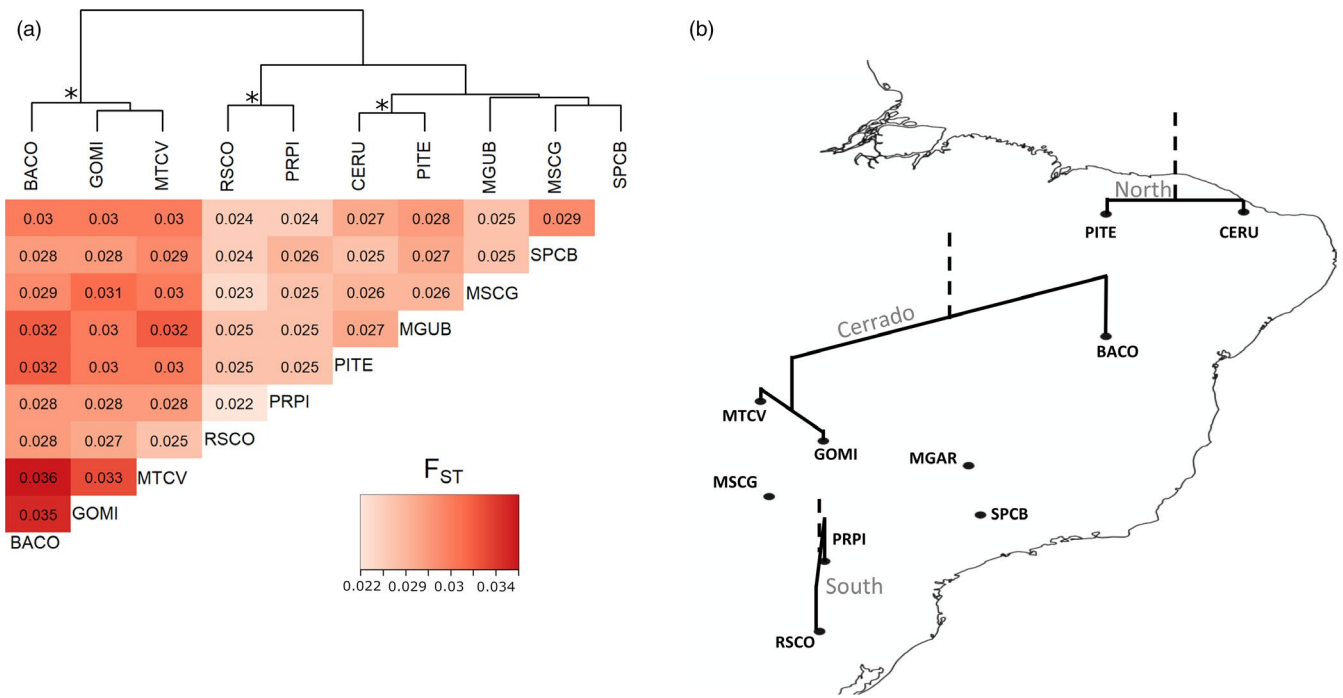 (a)
* * *
BACO GOMI MTCV RSCO PRPI CERU PITE MGUB MSCG SPCB
0.03 0.03 0.03 0.024 0.024 0.027 0.028 0.025 0.029
0.028 0.028 0.029 0.024 0.026 0.025 0.027 0.025 SPCB
0.029 0.031 0.03 0.023 0.025 0.026 0.026 MSCG
0.032 0.03 0.032 0.025 0.025 0.027 MGUB
0.032 0.03 0.03 0.025 0.025 PITE
0.028 0.028 0.028 0.022 PRPI
0.028 0.027 0.025 RSCO
0.036 0.033 MTCV
0.035 GOMI
BACO
FST
0.022 0.029 0.03 0.034
(b)
North
PITE CERU
Cerrado
BACO
MTCV
GOMI
MGAR
MSCG
SPCB
PRPI
South
RSCO